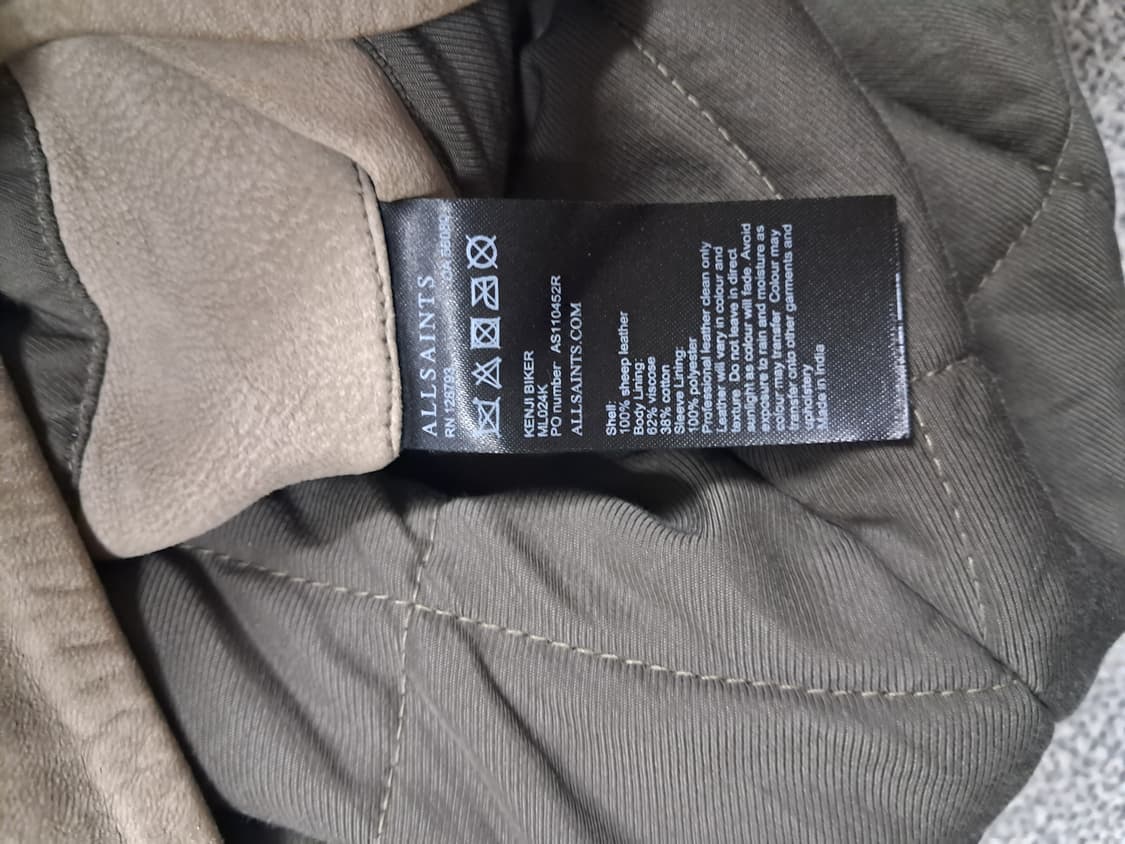 ALLSAINTS
RN 128793
KENJI BIKER
ML024K
PO number AS110452R
ALLSAINTS.COM
Shell:
100% sheep leather
Body Lining:
62% viscose
38% cotton
Sleeve Lining:
100% polyester
Professional leather clean only
Leather will vary in colour and
texture. Do not leave in direct
sunlight as colour will fade. Avoid
exposure to rain and moisture as
colour may transfer. Colour may
transfer onto other garments and
upholstery
Made in India